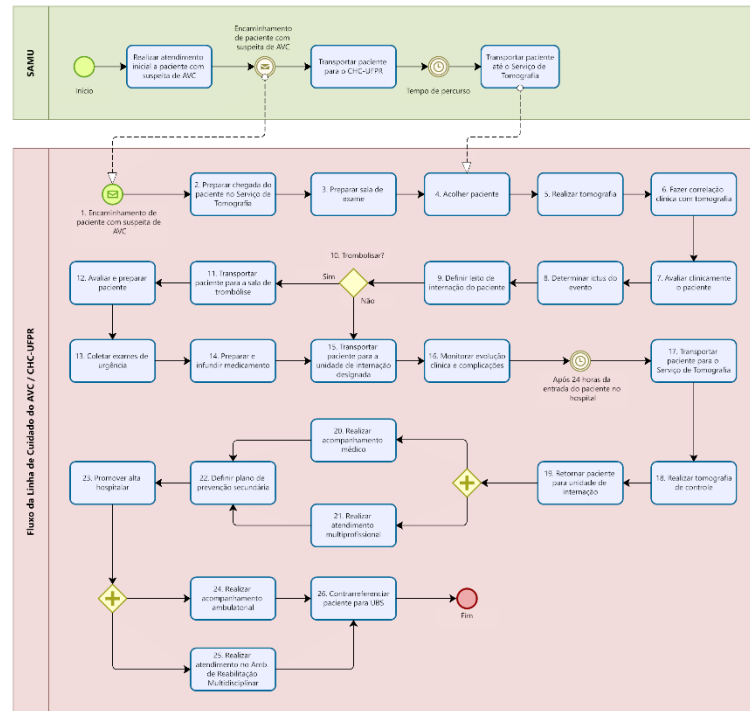 SAMU
Início
Realizar atendimento
inicial a paciente com
suspeita de AVC
Encaminhamento
de paciente com
suspeita de AVC
Transportar paciente
para o CHC-UFPR
Tempo de percurso
Transportar paciente
até o Serviço de
Tomografia
Fluxo da Linha de Cuidado do AVC / CHC-UFPR
1. Encaminhamento de
paciente com suspeita de
AVC
2. Preparar chegada do
paciente no Serviço de
Tomografia
3. Preparar sala de
exame
4. Acolher paciente
5. Realizar tomografia
6. Fazer correlação
clínica com tomografia
7. Avaliar clinicamente
o paciente
8. Determinar ictus do
evento
9. Definir leito de
internação do paciente
10. Trombolisar?
Sim
Não
11. Transportar
paciente para a sala de
trombólise
12. Avaliar e preparar
paciente
13. Coletar exames de
urgência
14. Preparar e
infundir medicamento
15. Transportar
paciente para a
unidade de internação
designada
16. Monitorar evolução
clínica e complicações
Após 24 horas da
entrada do paciente no
hospital
17. Transportar
paciente para o
Serviço de Tomografia
18. Realizar tomografia
de controle
19. Retornar paciente
para unidade de
internação
20. Realizar
acompanhamento
médico
21. Realizar
atendimento
multiprofissional
22. Definir plano de
prevenção secundária
23. Promover alta
hospitalar
24. Realizar
acompanhamento
ambulatorial
25. Realizar
atendimento no Amb.
de Reabilitação
Multidisciplinar
26. Contrarreferenciar
paciente para UBS
Fim